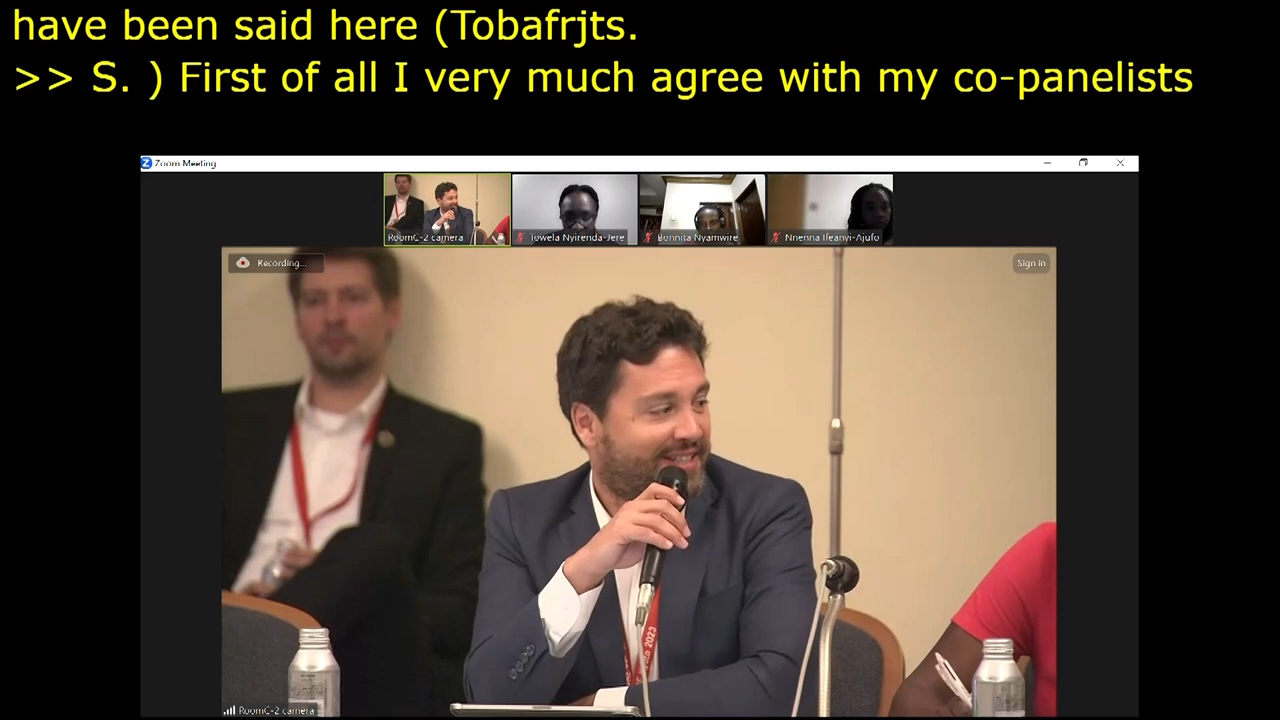 have been said here (Tobafrjts.
>> S. ) First of all I very much agree with my co-panelists
Zoom Meeting
RoomC-2 camera
Towela Nyirenda-Jere
Bonnita Nyamwire
Nnenna Ifeanyi-Ajufo
Recording...
Sign in
2023
RoomC-2 camera